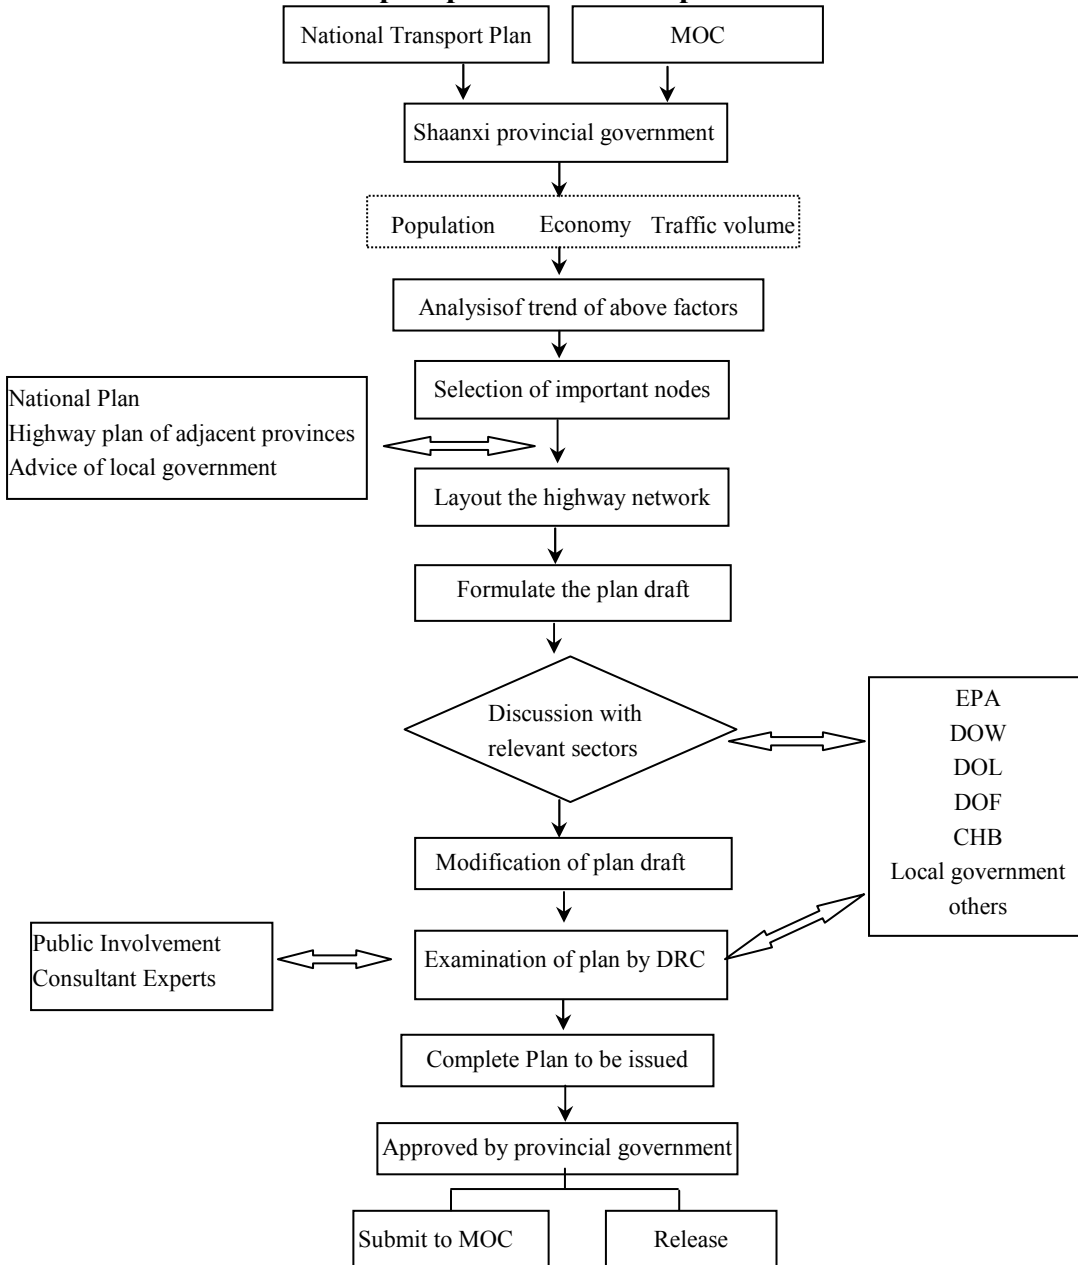 National Transport Plan
MOC
Shaanxi provincial government
Population Economy Traffic volume
Analysisof trend of above factors
Selection of important nodes
National Plan
Highway plan of adjacent provinces
Advice of local government
Layout the highway network
Formulate the plan draft
Discussion with
relevant sectors
EPA
DOW
DOL
DOF
CHB
Local government
others
Modification of plan draft
Public Involvement
Consultant Experts
Examination of plan by DRC
Complete Plan to be issued
Approved by provincial government
Submit to MOC
Release